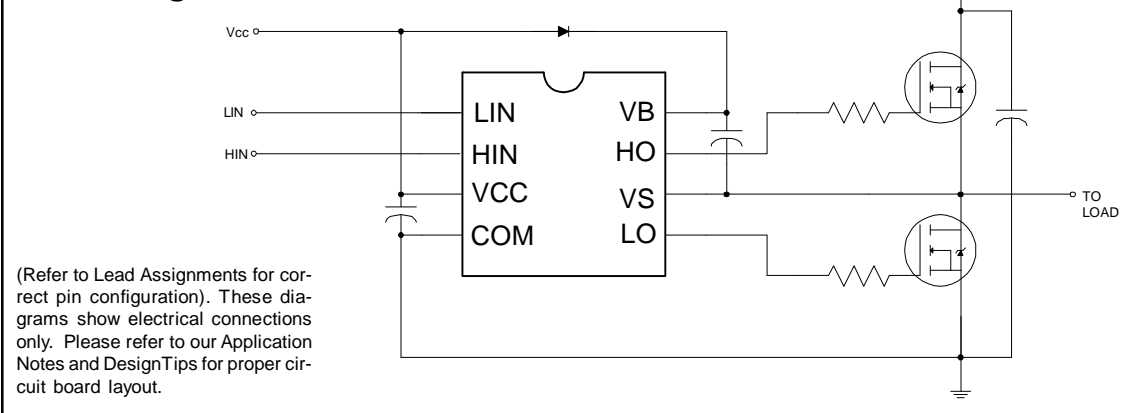 Vcc
LIN
HIN
LIN
HIN
VCC
COM
VB
HO
VS
LO
TO
LOAD
(Refer to Lead Assignments for cor-
rect pin configuration). These dia-
grams show electrical connections
only. Please refer to our Application
Notes and DesignTips for proper cir-
cuit board layout.